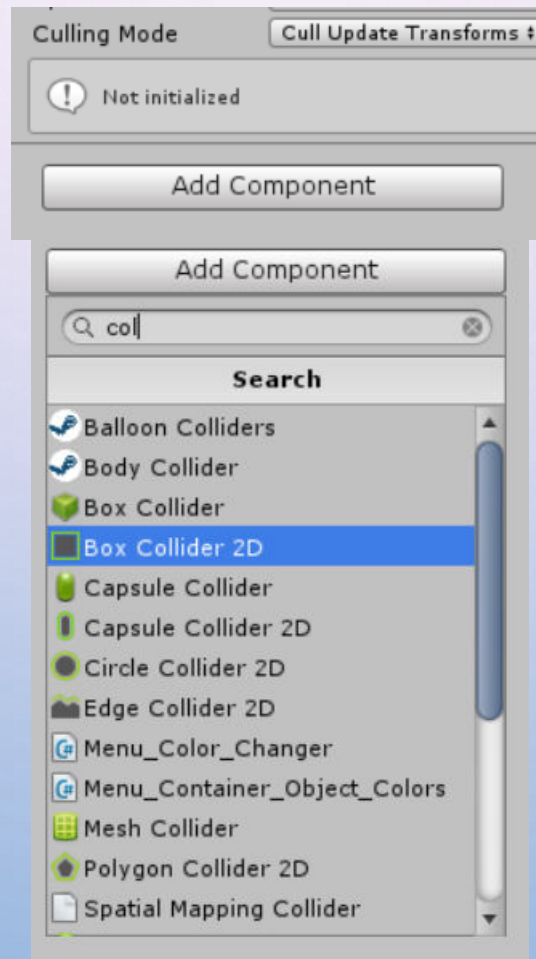 Culling Mode Cull Update Transforms
Not initialized
Add Component
Add Component
col
Search
Balloon Colliders
Body Collider
Box Collider
Box Collider 2D
Capsule Collider
Capsule Collider 2D
Circle Collider 2D
Edge Collider 2D
Menu_Color_Changer
Menu_Container_Object_Colors
Mesh Collider
Polygon Collider 2D
Spatial Mapping Collider